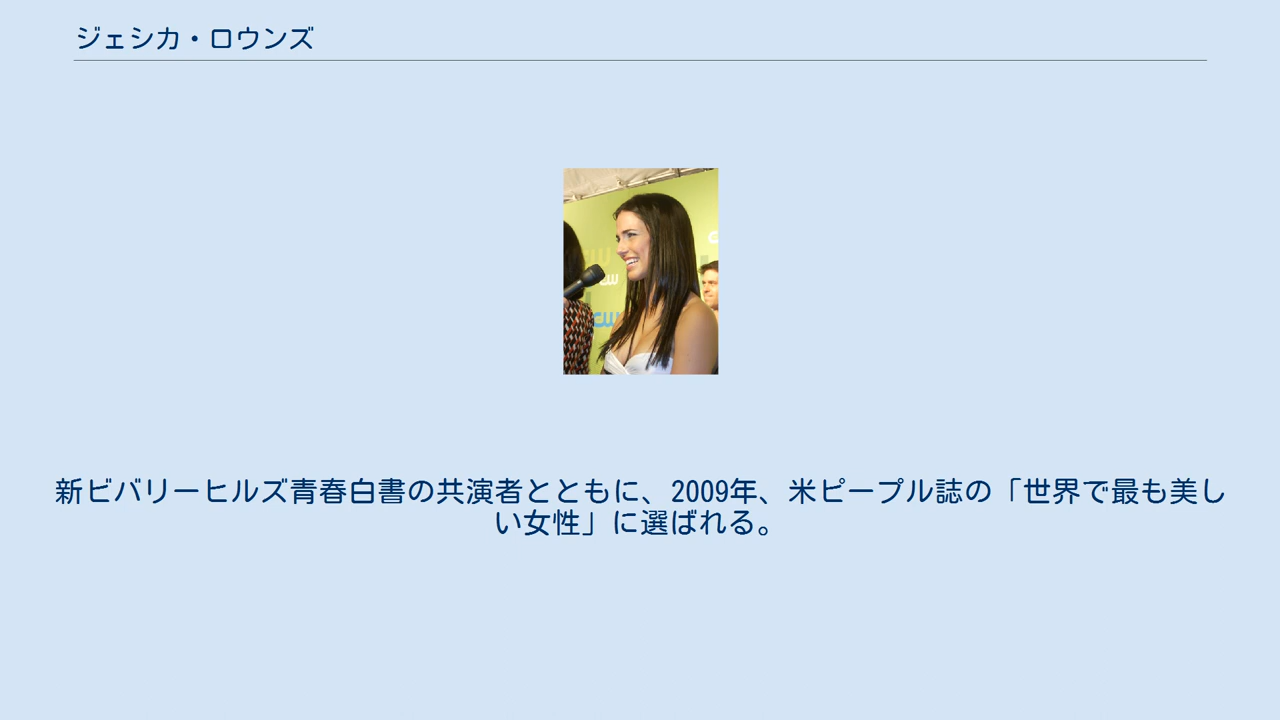 ジェシカ・ロウンズ
CW
CW
新ビバリーヒルズ青春白書の共演者とともに、2009年、米ピープル誌の「世界で最も美し
い女性」に選ばれる。